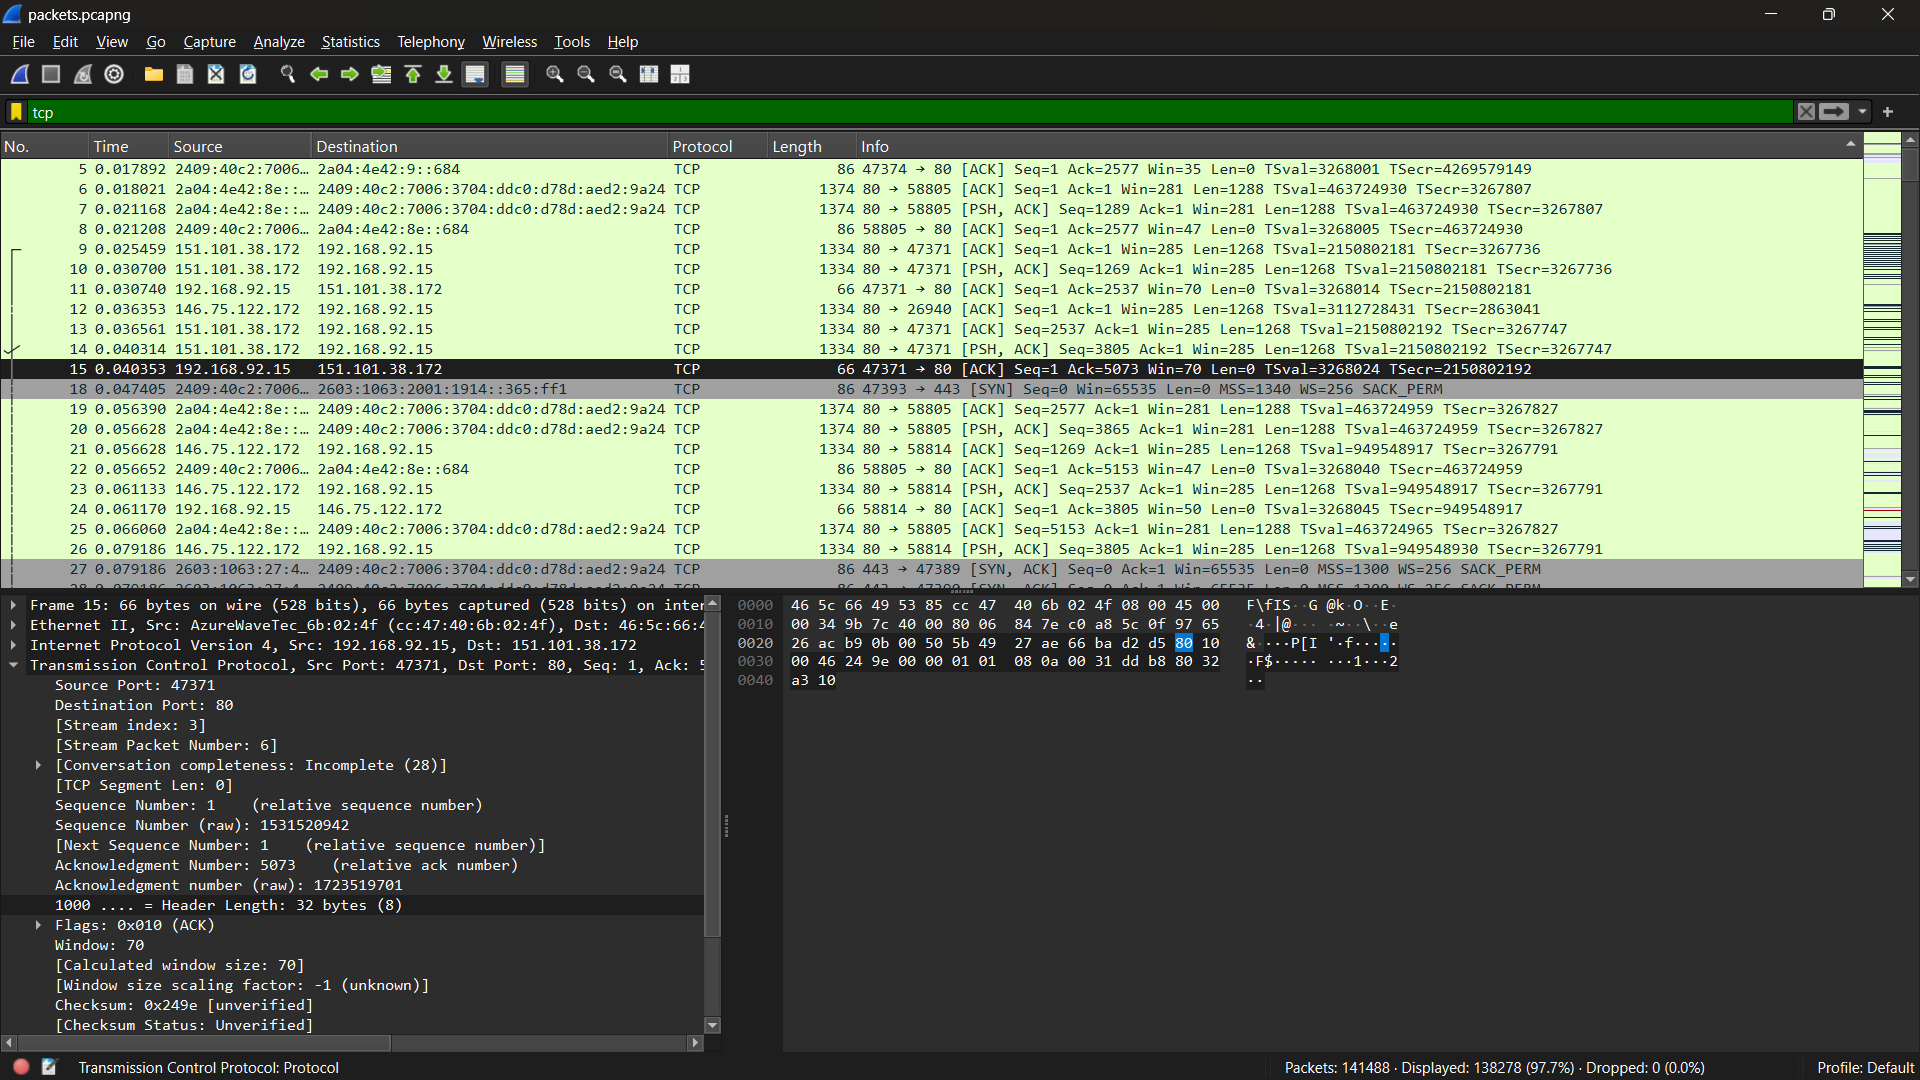 packets.pcapng
File Edit View Go Capture Analyze Statistics Telephony Wireless Tools Help
tcp
No. Time Source Destination Protocol Length Info
5 0.017892 2409:40c2:7006… 2a04:4e42:9::684 TCP 86 47374 → 80 [ACK] Seq=1 Ack=2577 Win=35 Len=0 TSval=3268001 TSecr=4269579149
6 0.018021 2a04:4e42:8e::… 2409:40c2:7006:3704:ddc0:d78d:aed2:9a24 TCP 1374 80 → 58805 [ACK] Seq=1 Ack=1 Win=281 Len=1288 TSval=463724930 TSecr=3267807
7 0.021168 2a04:4e42:8e::… 2409:40c2:7006:3704:ddc0:d78d:aed2:9a24 TCP 1374 80 → 58805 [PSH, ACK] Seq=1289 Ack=1 Win=281 Len=1288 TSval=463724930 TSecr=3267807
8 0.021208 2409:40c2:7006… 2a04:4e42:8e::684 TCP 86 58805 → 80 [ACK] Seq=1 Ack=2577 Win=47 Len=0 TSval=3268005 TSecr=463724930
9 0.025459 151.101.38.172 192.168.92.15 TCP 1334 80 → 47371 [ACK] Seq=1 Ack=1 Win=285 Len=1268 TSval=2150802181 TSecr=3267736
10 0.030700 151.101.38.172 192.168.92.15 TCP 1334 80 → 47371 [PSH, ACK] Seq=1269 Ack=1 Win=285 Len=1268 TSval=2150802181 TSecr=3267736
11 0.030740 192.168.92.15 151.101.38.172 TCP 66 47371 → 80 [ACK] Seq=1 Ack=2537 Win=70 Len=0 TSval=3268014 TSecr=2150802181
12 0.036353 146.75.122.172 192.168.92.15 TCP 1334 80 → 26940 [ACK] Seq=1 Ack=1 Win=285 Len=1268 TSval=3112728431 TSecr=2863041
13 0.036561 151.101.38.172 192.168.92.15 TCP 1334 80 → 47371 [ACK] Seq=2537 Ack=1 Win=285 Len=1268 TSval=2150802192 TSecr=3267747
14 0.040314 151.101.38.172 192.168.92.15 TCP 1334 80 → 47371 [PSH, ACK] Seq=3805 Ack=1 Win=285 Len=1268 TSval=2150802192 TSecr=3267747
15 0.040353 192.168.92.15 151.101.38.172 TCP 66 47371 → 80 [ACK] Seq=1 Ack=5073 Win=70 Len=0 TSval=3268024 TSecr=2150802192
18 0.047405 2409:40c2:7006… 2603:1063:2001:1914::365:ff1 TCP 86 47393 → 443 [SYN] Seq=0 Win=65535 Len=0 MSS=1340 WS=256 SACK_PERM
19 0.056390 2a04:4e42:8e::… 2409:40c2:7006:3704:ddc0:d78d:aed2:9a24 TCP 1374 80 → 58805 [ACK] Seq=2577 Ack=1 Win=281 Len=1288 TSval=463724959 TSecr=3267827
20 0.056628 2a04:4e42:8e::… 2409:40c2:7006:3704:ddc0:d78d:aed2:9a24 TCP 1374 80 → 58805 [PSH, ACK] Seq=3865 Ack=1 Win=281 Len=1288 TSval=463724959 TSecr=3267827
21 0.056628 146.75.122.172 192.168.92.15 TCP 1334 80 → 58814 [ACK] Seq=1269 Ack=1 Win=285 Len=1268 TSval=949548917 TSecr=3267791
22 0.056652 2409:40c2:7006… 2a04:4e42:8e::684 TCP 86 58805 → 80 [ACK] Seq=1 Ack=5153 Win=47 Len=0 TSval=3268040 TSecr=463724959
23 0.061133 146.75.122.172 192.168.92.15 TCP 1334 80 → 58814 [PSH, ACK] Seq=2537 Ack=1 Win=285 Len=1268 TSval=949548917 TSecr=3267791
24 0.061170 192.168.92.15 146.75.122.172 TCP 66 58814 → 80 [ACK] Seq=1 Ack=3805 Win=50 Len=0 TSval=3268045 TSecr=949548917
25 0.066060 2a04:4e42:8e::… 2409:40c2:7006:3704:ddc0:d78d:aed2:9a24 TCP 1374 80 → 58805 [ACK] Seq=5153 Ack=1 Win=281 Len=1288 TSval=463724965 TSecr=3267827
26 0.079186 146.75.122.172 192.168.92.15 TCP 1334 80 → 58814 [PSH, ACK] Seq=3805 Ack=1 Win=285 Len=1268 TSval=949548930 TSecr=3267791
27 0.079186 2603:1063:27:4… 2409:40c2:7006:3704:ddc0:d78d:aed2:9a24 TCP 86 443 → 47389 [SYN, ACK] Seq=0 Ack=1 Win=65535 Len=0 MSS=1300 WS=256 SACK_PERM
Frame 15: 66 bytes on wire (528 bits), 66 bytes captured (528 bits) on inter
Ethernet II, Src: AzureWaveTec_6b:02:4f (cc:47:40:6b:02:4f), Dst: 46:5c:66:4
Internet Protocol Version 4, Src: 192.168.92.15, Dst: 151.101.38.172
Transmission Control Protocol, Src Port: 47371, Dst Port: 80, Seq: 1, Ack: 5
Source Port: 47371
Destination Port: 80
[Stream index: 3]
[Stream Packet Number: 6]
[Conversation completeness: Incomplete (28)]
[TCP Segment Len: 0]
Sequence Number: 1 (relative sequence number)
Sequence Number (raw): 1531520942
[Next Sequence Number: 1 (relative sequence number)]
Acknowledgment Number: 5073 (relative ack number)
Acknowledgment number (raw): 1723519701
1000 .... = Header Length: 32 bytes (8)
Flags: 0x010 (ACK)
Window: 70
[Calculated window size: 70]
[Window size scaling factor: -1 (unknown)]
Checksum: 0x249e [unverified]
[Checksum Status: Unverified]
0000 46 5c 66 49 53 85 cc 47 40 6b 02 4f 08 00 45 00 F\fIS··G @k·O··E·
0010 00 34 9b 7c 40 00 80 06 84 7e c0 a8 5c 0f 97 65 ·4·|@··· ·~··\··e
0020 26 ac b9 0b 00 50 5b 49 27 ae 66 ba d2 d5 80 10 &····P[I '·f·····
0030 00 46 24 9e 00 00 01 01 08 0a 00 31 dd b8 80 32 ·F$····· ···1···2
0040 a3 10 ··
Transmission Control Protocol: Protocol
Packets: 141488 · Displayed: 138278 (97.7%) · Dropped: 0 (0.0%)
Profile: Default